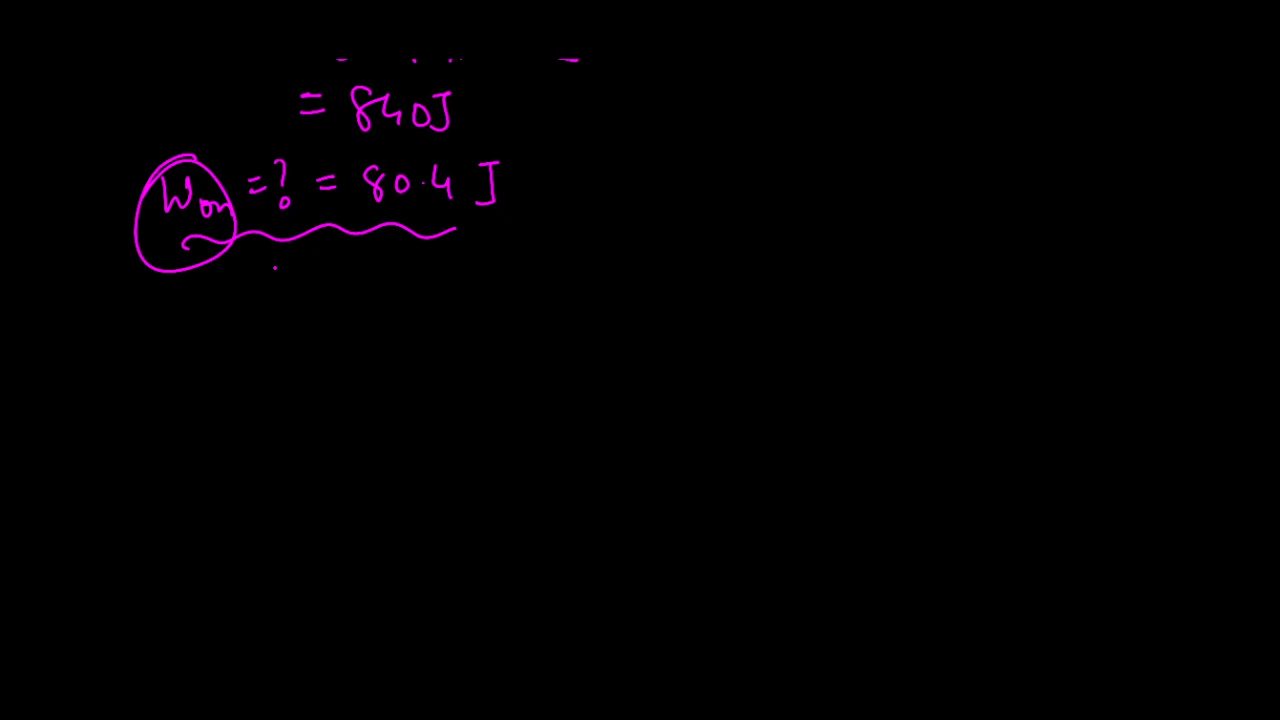 = 840J
Won = ? = 80.4 J